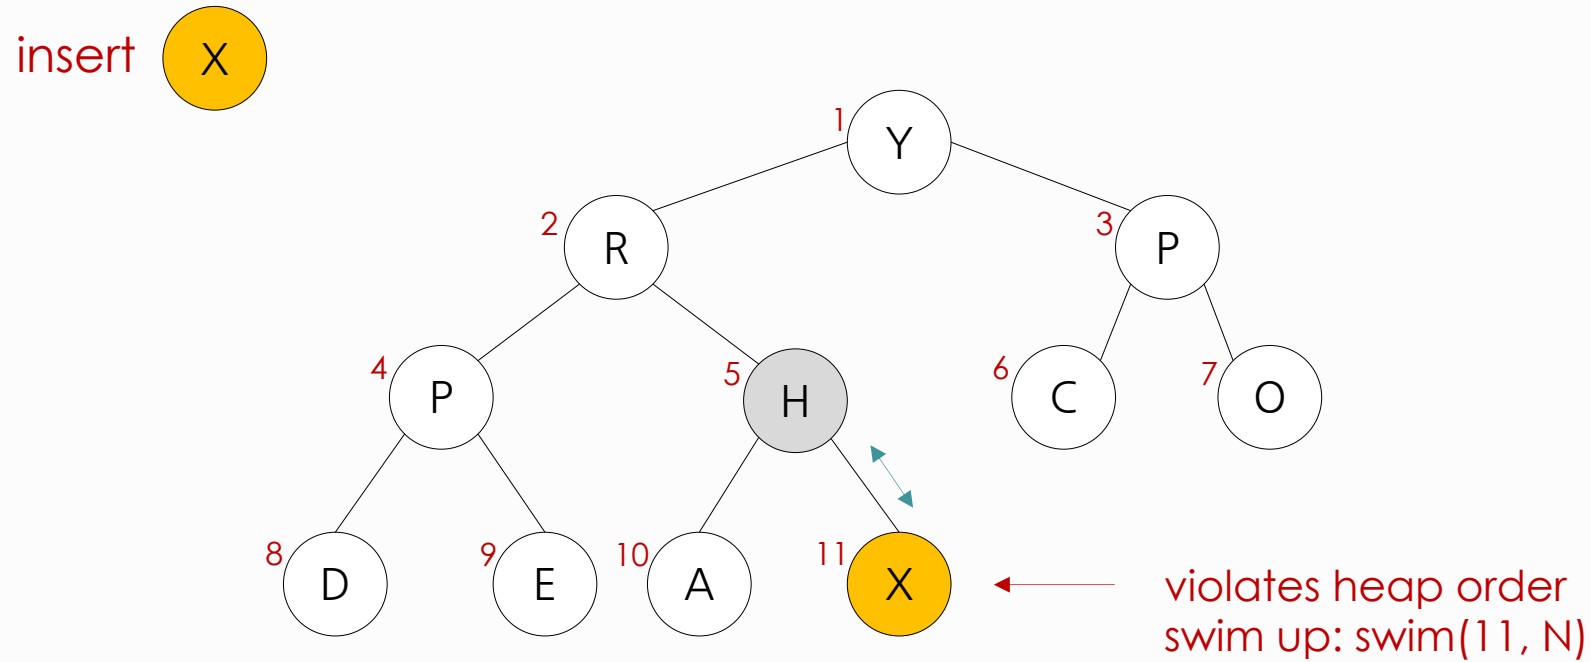 insert X
1 Y
2 R
3 P
4 P
5 H
6 C
7 O
8 D
9 E
10 A
11 X
violates heap order
swim up: swim(11, N)